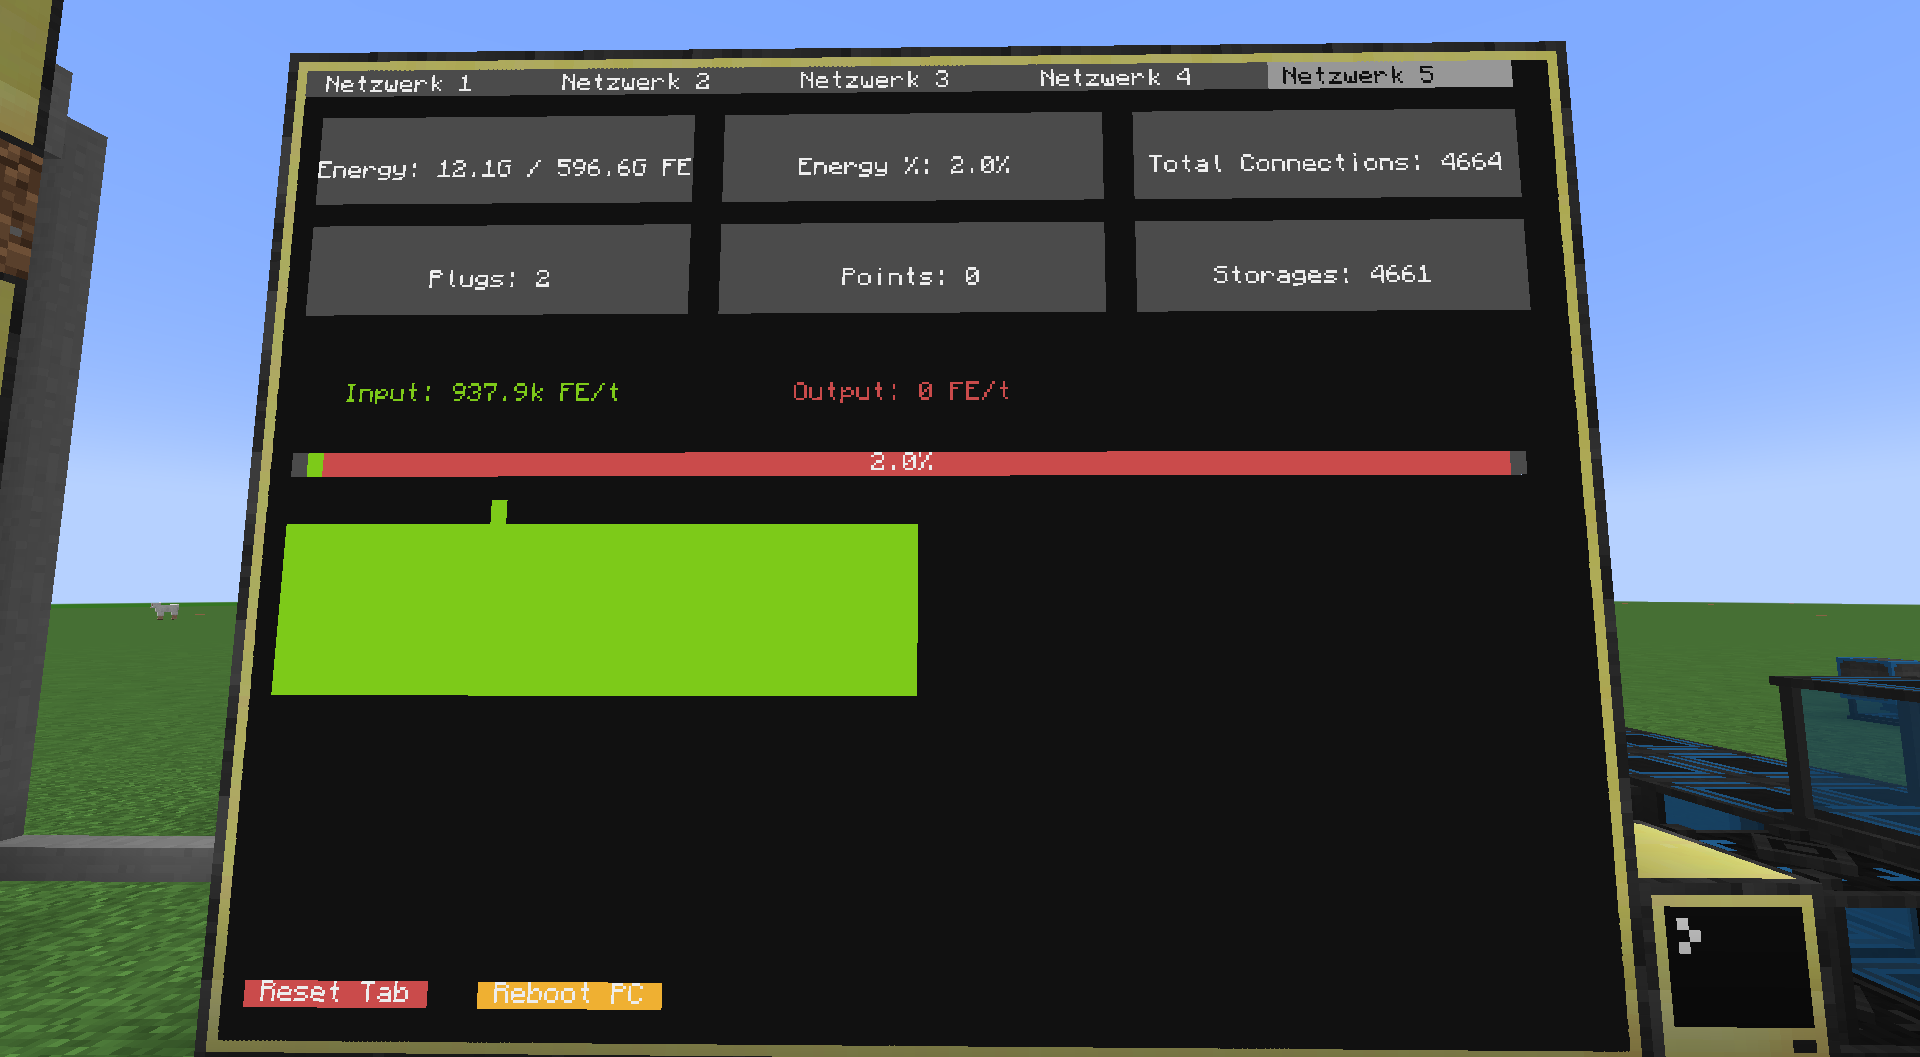 Netzwerk 1 Netzwerk 2 Netzwerk 3 Netzwerk 4 Netzwerk 5
Energy: 12.1G / 596.6G FE
Energy %: 2.0%
Total Connections: 4664
Plugs: 2
Points: 0
Storages: 4661
Input: 937.9k FE/t
Output: 0 FE/t
2.0%
Reset Tab
Reboot PC